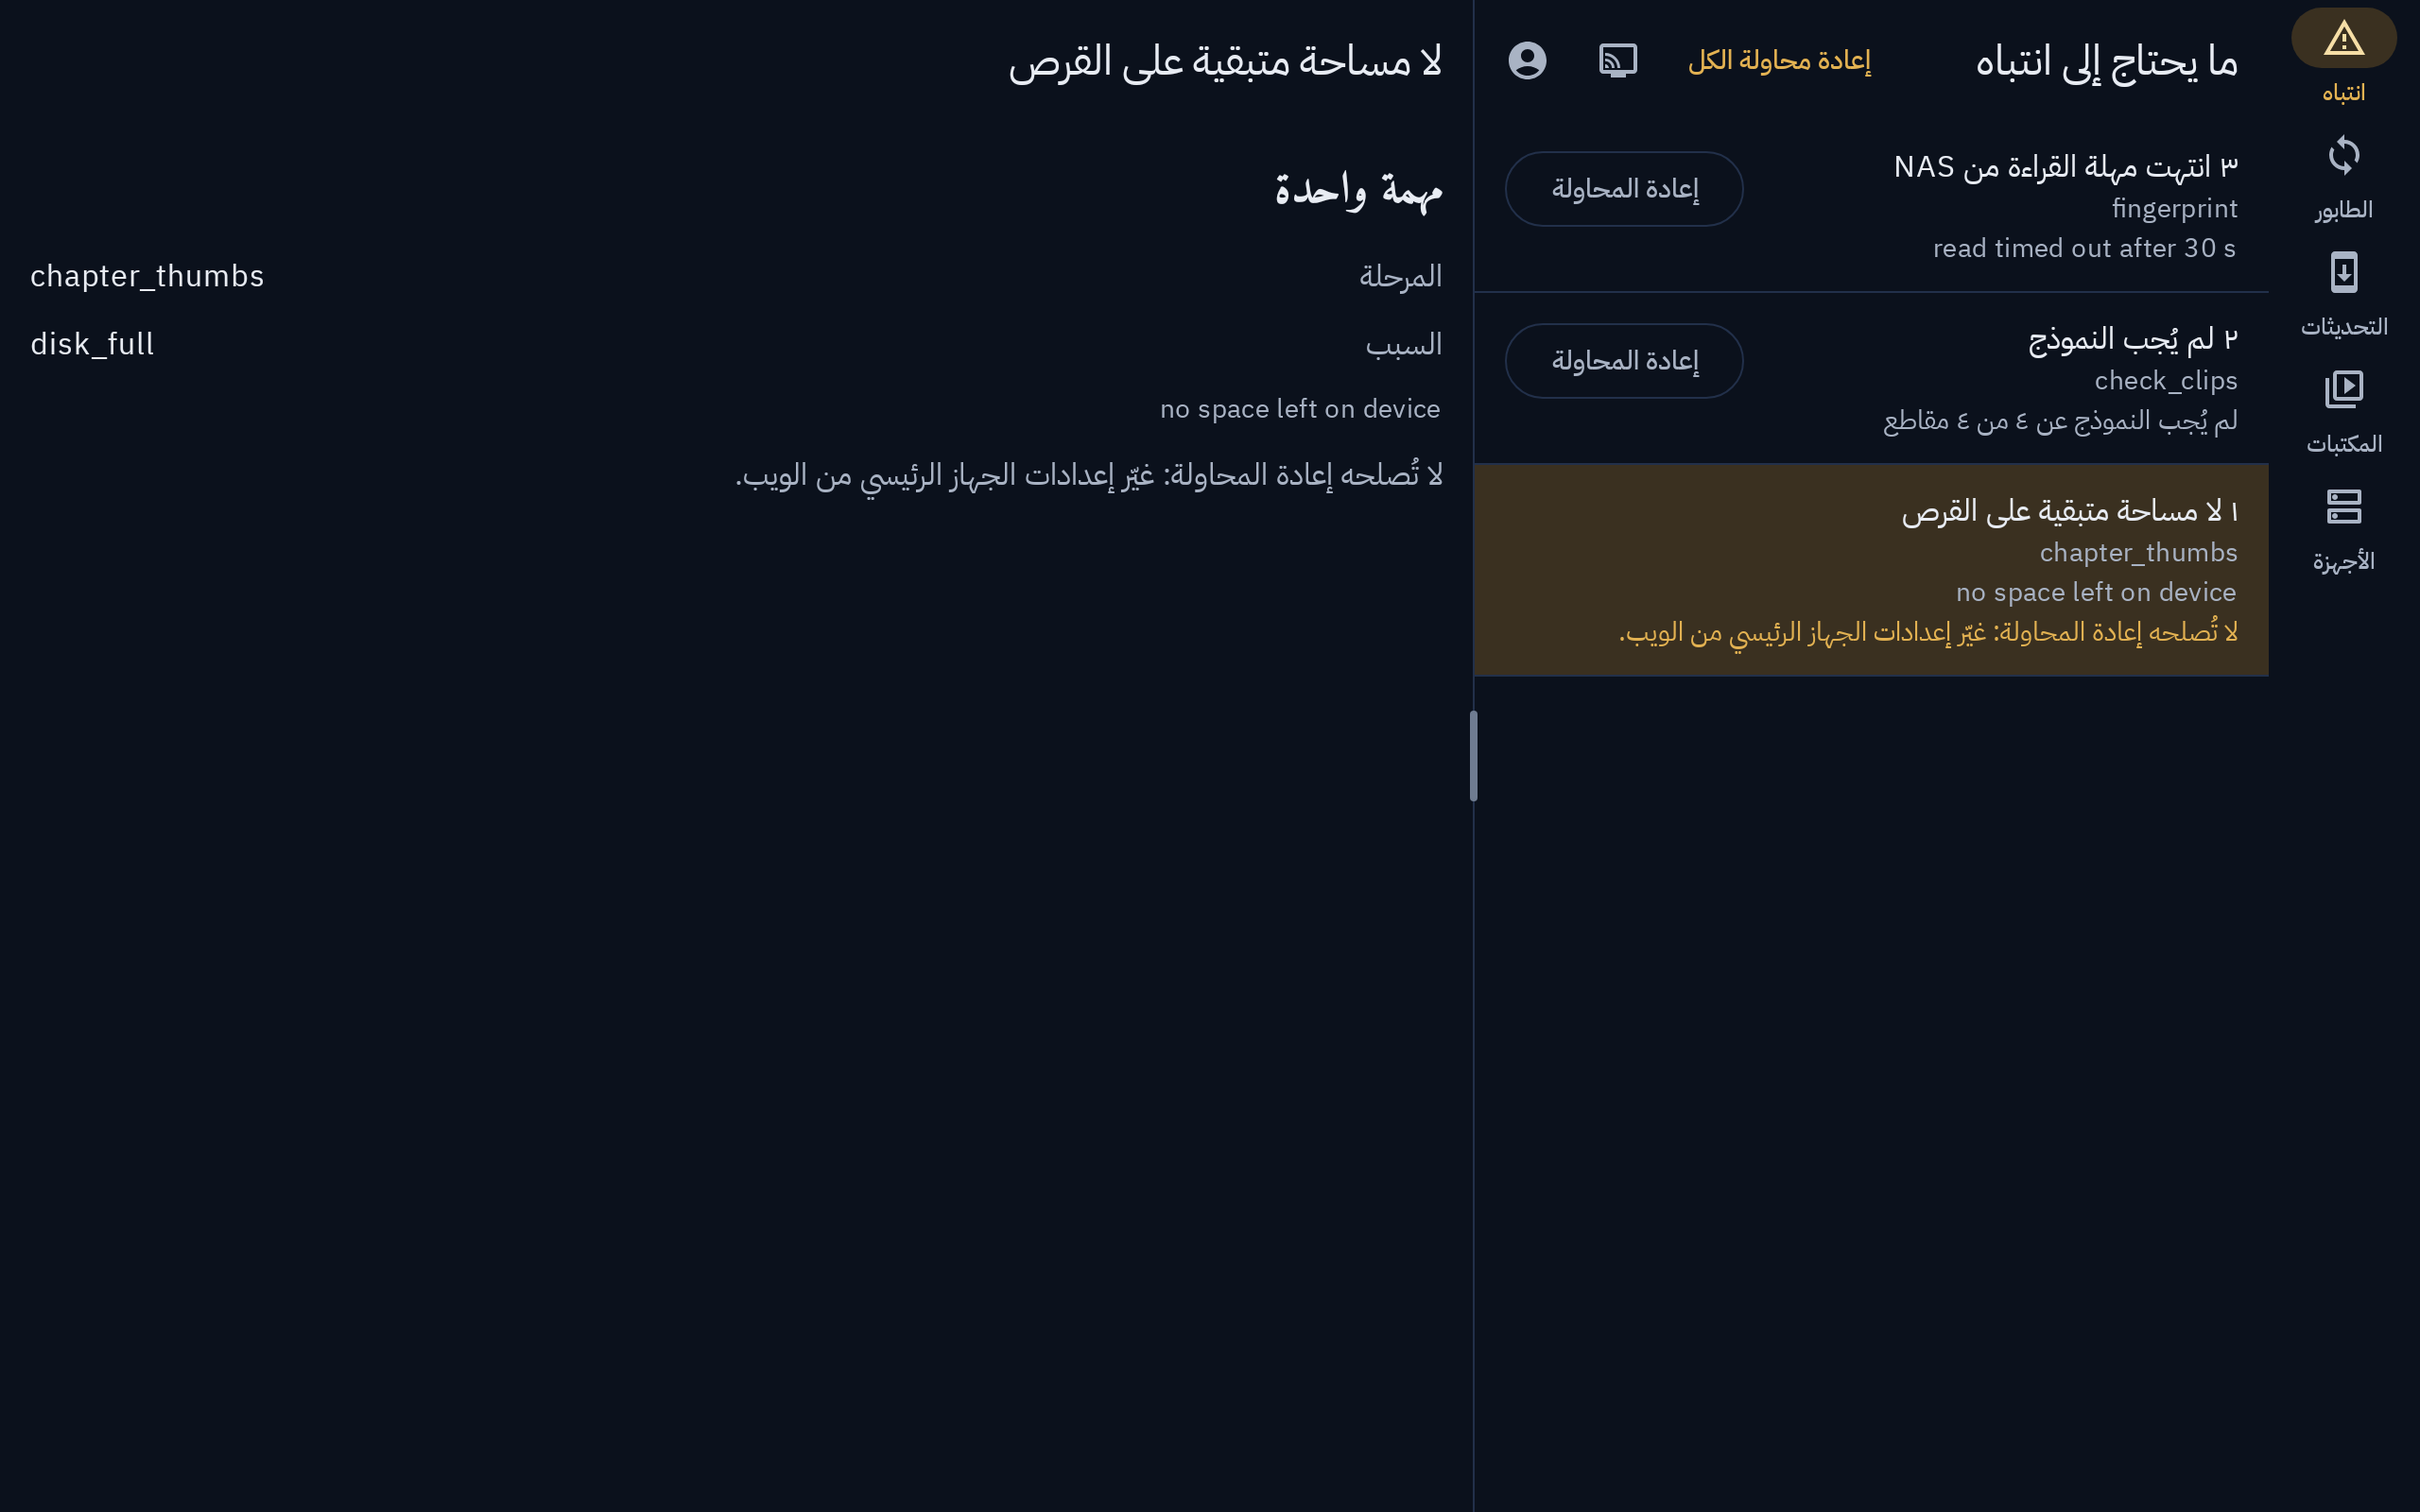 انتباه
الطابور
التحديثات
المكتبات
الأجهزة
ما يحتاج إلى انتباه
إعادة محاولة الكل
٣ انتهت مهلة القراءة من NAS
fingerprint
read timed out after 30 s
إعادة المحاولة
٢ لم يُجب النموذج
check_clips
لم يُجب النموذج عن ٤ من ٤ مقاطع
إعادة المحاولة
١ لا مساحة متبقية على القرص
chapter_thumbs
no space left on device
لا تُصلحه إعادة المحاولة: غيّر إعدادات الجهاز الرئيسي من الويب.
لا مساحة متبقية على القرص
مهمة واحدة
المرحلة chapter_thumbs
السبب disk_full
no space left on device
لا تُصلحه إعادة المحاولة: غيّر إعدادات الجهاز الرئيسي من الويب.